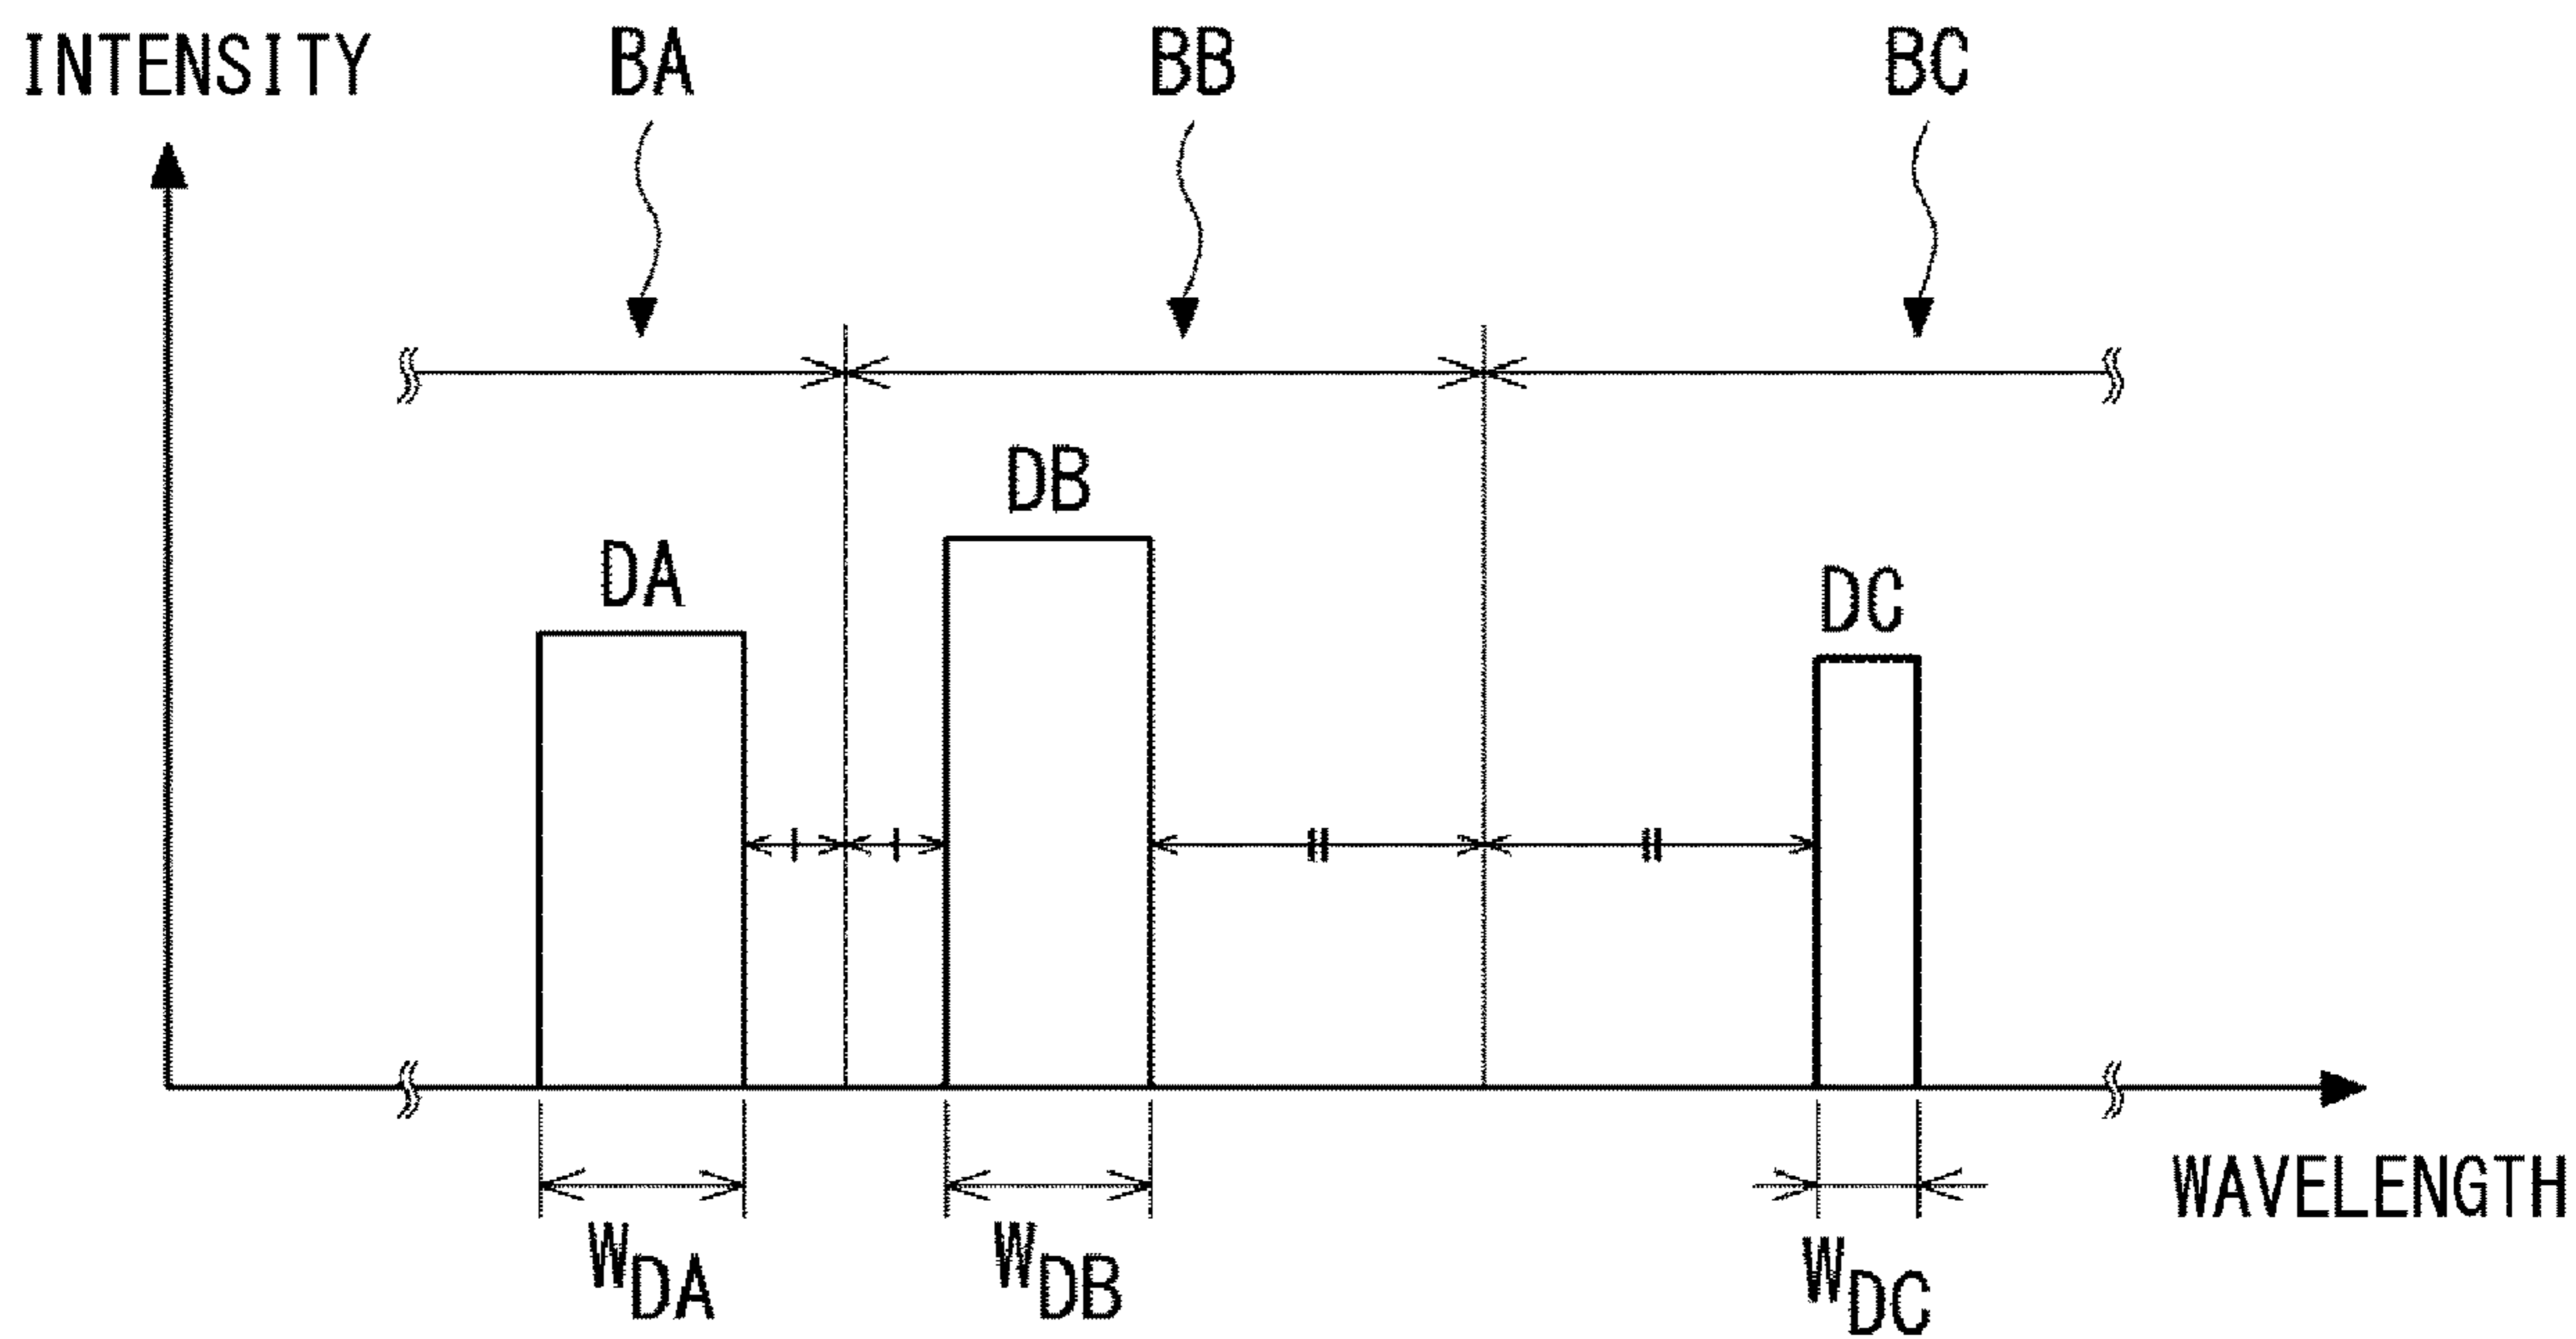 INTENSITY BA BB BC
DB
DA
DC
WAVELENGTH
WDA WDB WDC